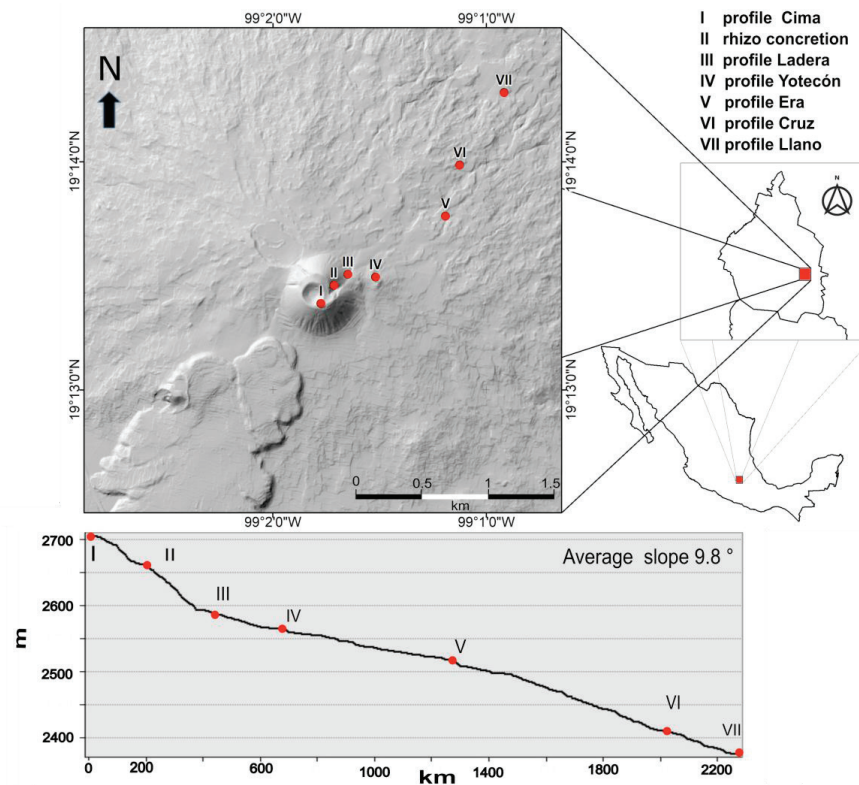 99°2'0"W 99°1'0"W
N
I profile Cima
II rhizo concretion
III profile Ladera
IV profile Yotecón
V profile Era
VI profile Cruz
VII profile Llano
VII
19°14'0"N 19°14'0"N
VI
V
N
III
II
IV
I
19°13'0"N 19°13'0"N
0 0.5 1 1.5
km
99°2'0"W 99°1'0"W
Average slope 9.8 °
2700
2600
2500
2400
m
I
II
III
IV
V
VI
VII
0 200 600 1000 1400 1800 2200
km